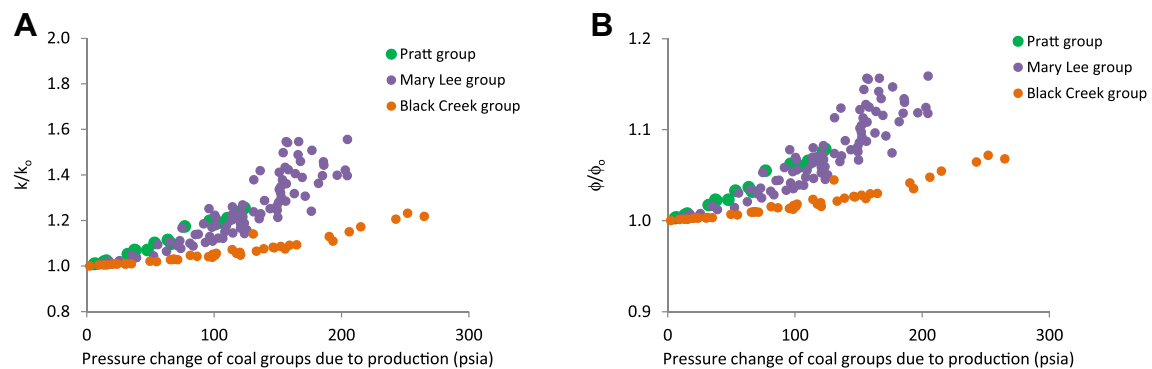 A
2.0
1.8
1.6
1.4
1.2
1.0
0.8
k/kₒ
0
100
200
300
Pressure change of coal groups due to production (psia)
Pratt group
Mary Lee group
Black Creek group
B
1.2
1.1
1.0
0.9
ϕ/ϕₒ
0
100
200
300
Pressure change of coal groups due to production (psia)
Pratt group
Mary Lee group
Black Creek group